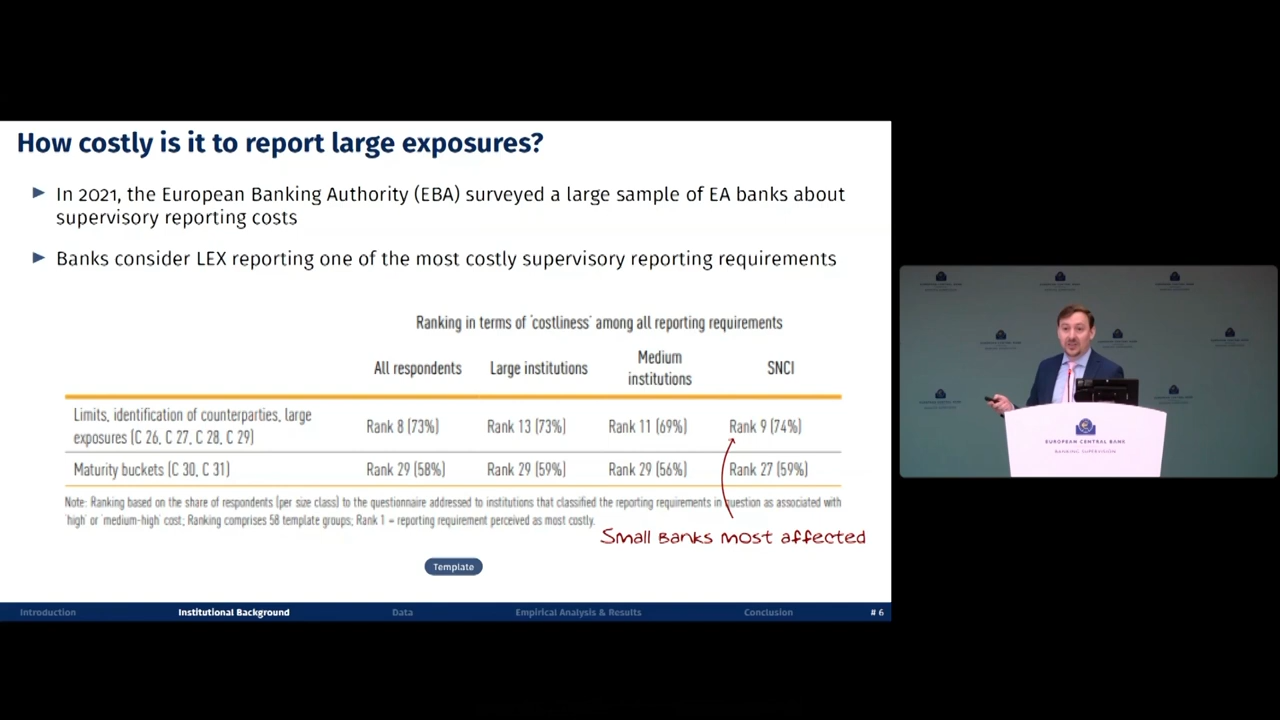 How costly is it to report large exposures?
In 2021, the European Banking Authority (EBA) surveyed a large sample of EA banks about
supervisory reporting costs
Banks consider LEX reporting one of the most costly supervisory reporting requirements
Ranking in terms of 'costliness' among all reporting requirements
All respondents Large institutions Medium institutions SNCI
Limits, identification of counterparties, large
exposures (C 26, C 27, C 28, C 29) Rank 8 (73%) Rank 13 (73%) Rank 11 (69%) Rank 9 (74%)
Maturity buckets (C 30, C 31) Rank 29 (58%) Rank 29 (59%) Rank 29 (56%) Rank 27 (59%)
Note: Ranking based on the share of respondents (per size class) to the questionnaire addressed to institutions that classified the reporting requirements in question as associated with
'high' or 'medium-high' cost; Ranking comprises 58 template groups; Rank 1 = reporting requirement perceived as most costly.
Small banks most affected
Template
Introduction Institutional Background Data Empirical Analysis & Results Conclusion # 6
EUROPEAN CENTRAL BANK
BANKING SUPERVISION